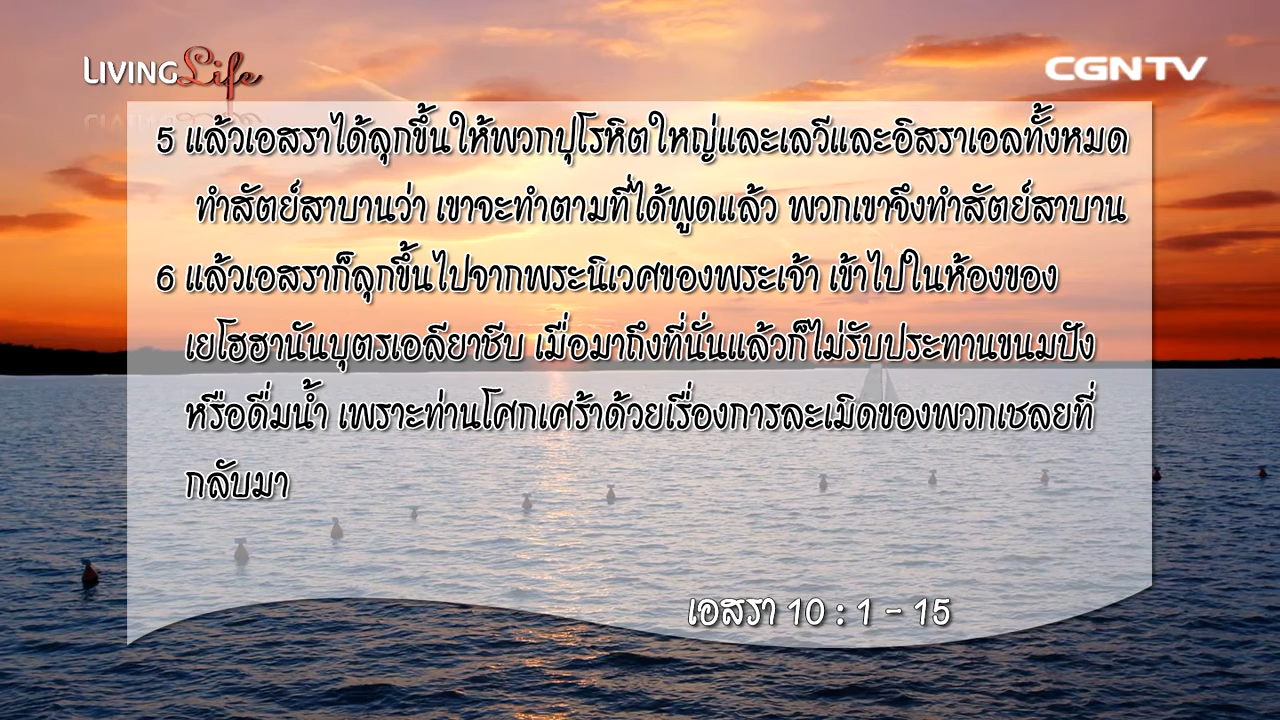 LIVING Life
CGNTV
5 แล้วเอสราได้ลุกขึ้นให้พวกปุโรหิตใหญ่และเลวีและอิสราเอลทั้งหมด
ทำสัตย์สาบานว่า เขาจะทำตามที่ได้พูดแล้ว พวกเขาจึงทำสัตย์สาบาน
6 แล้วเอสราก็ลุกขึ้นไปจากพระนิเวศของพระเจ้า เข้าไปในห้องของ
เยโฮฮานันบุตรเอลียาชีบ เมื่อมาถึงที่นั่นแล้วก็ไม่รับประทานขนมปัง
หรือดื่มน้ำ เพราะท่านโศกเศร้าด้วยเรื่องการละเมิดของพวกเชลยที่
กลับมา
เอสรา 10 : 1 - 15